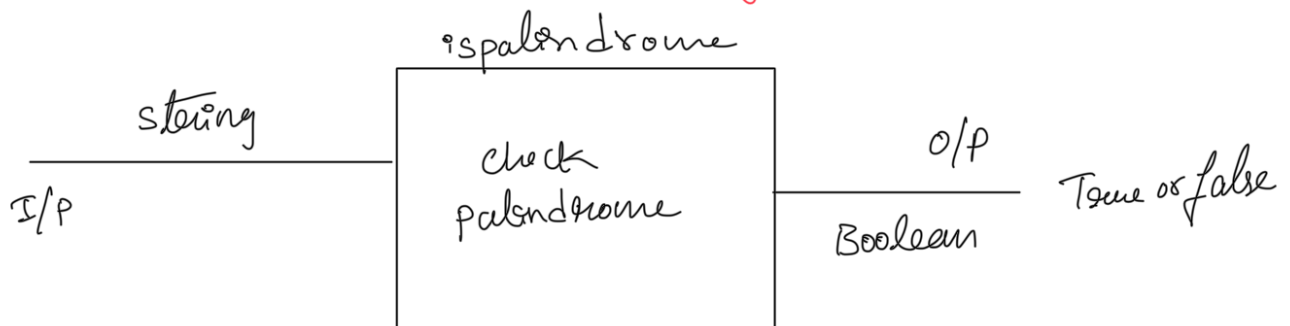 ispalindrome
string
I/P
check
palindrome
O/P
Boolean
True or false